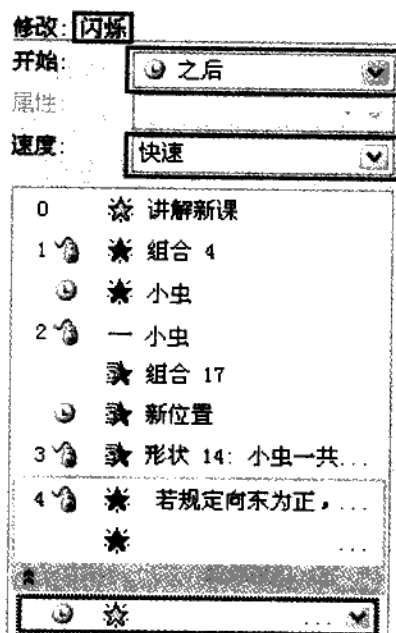 修改: 闪烁
开始: 之后
属性:
速度: 快速
0 讲解新课
1 组合 4
小虫
2 小虫
组合 17
新位置
3 形状 14: 小虫一共...
4 若规定向东为正，...
...
...